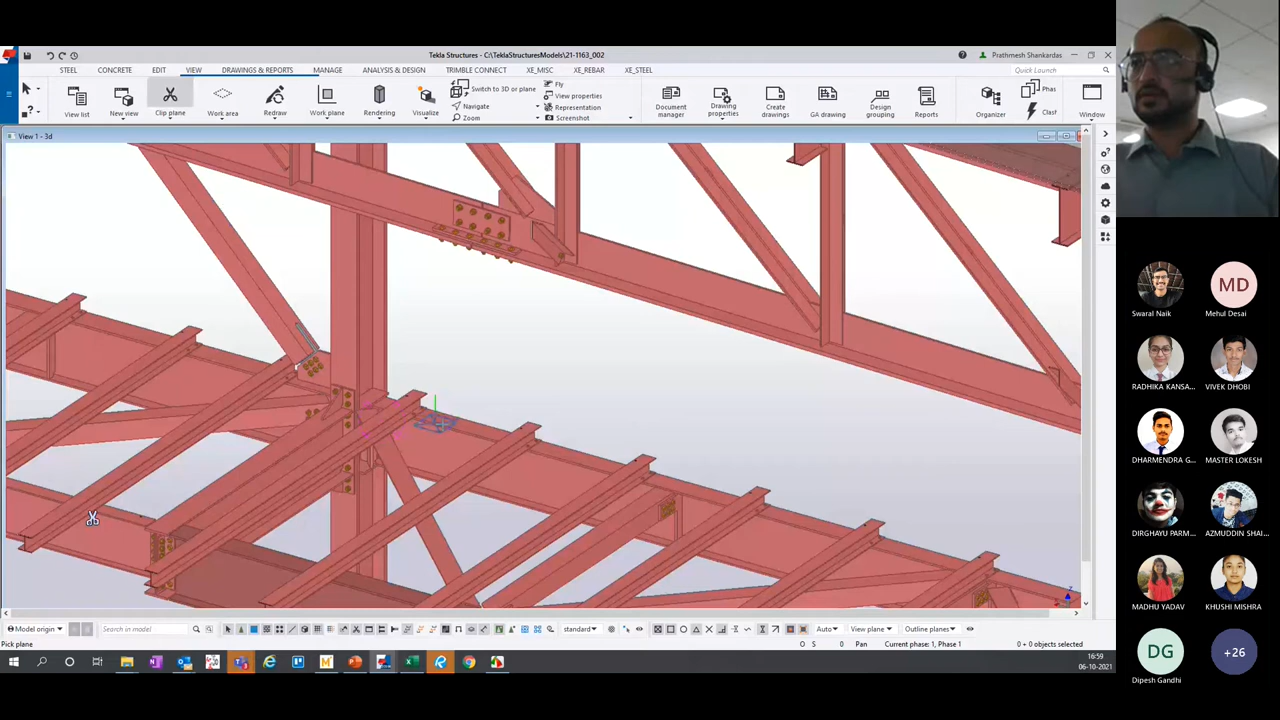 Tekla Structures - C:\TeklaStructuresModels\21-1163_002
Prathmesh Shankardas
STEEL CONCRETE EDIT VIEW DRAWINGS & REPORTS MANAGE ANALYSIS & DESIGN TRIMBLE CONNECT XE_MISC XE_REBAR XE_STEEL Quick Launch
View list
New view
Clip plane
Work area
Redraw
Work plane
Rendering
Visualize
Switch to 3D or plane
Navigate
Zoom
Fly
View properties
Representation
Screenshot
Document manager
Drawing properties
Create drawings
GA drawing
Design grouping
Reports
Organizer
Phas
Clast
Window
View 1 - 3d
Swaral Naik
MD
Mehul Desai
RADHIKA KANSA...
VIVEK DHOBI
DHARMENDRA G...
MASTER LOKESH
DIRGHAYU PARM...
AZMUDDIN SHAI...
MADHU YADAV
KHUSHI MISHRA
DG
Dipesh Gandhi
+26
Model origin Search in model standard Auto View plane Outline planes
Pick plane O S 0 Pan Current phase: 1, Phase 1 0 + 0 objects selected
16:59
06-10-2021